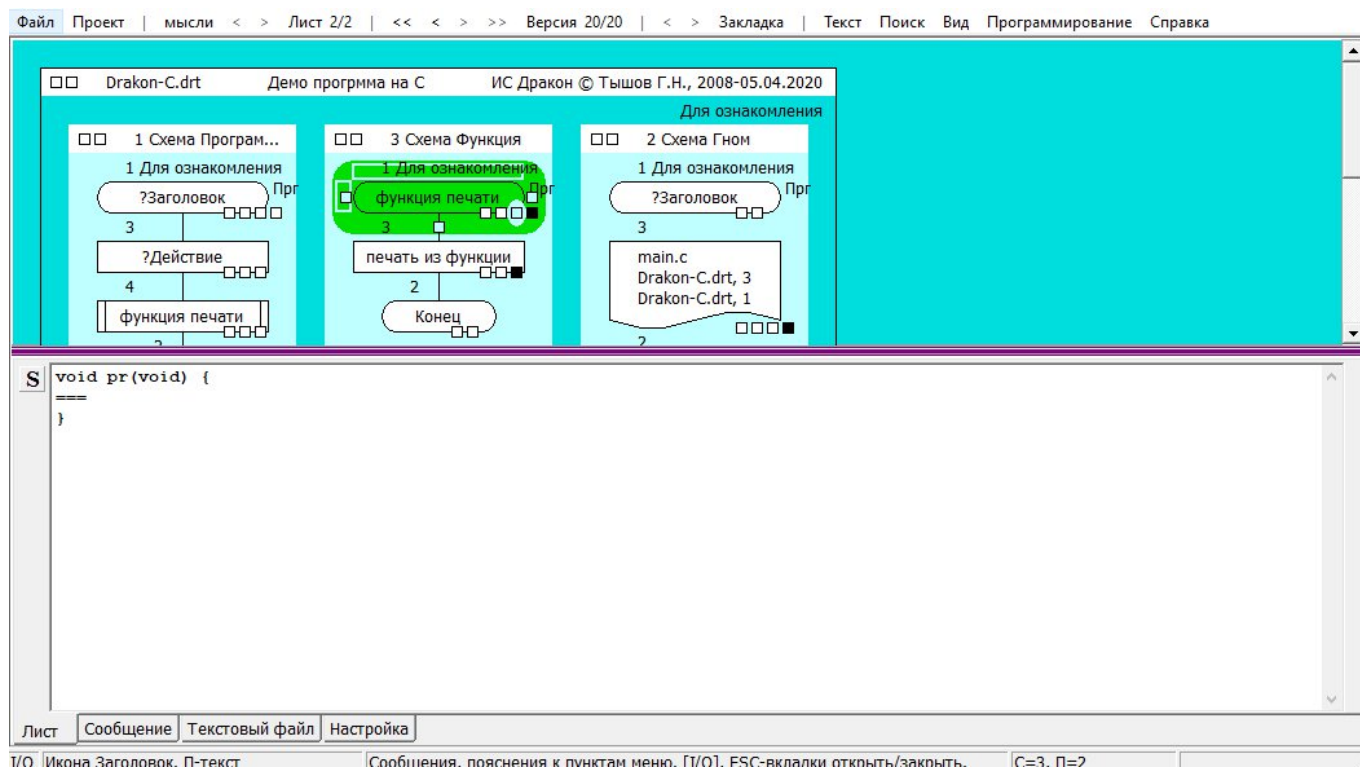 Файл Проект | мысли < > Лист 2/2 | << < > >> Версия 20/20 | < > Закладка | Текст Поиск Вид Программирование Справка
Drakon-C.drt Демо прогрмма на С ИС Дракон © Тышов Г.Н., 2008-05.04.2020
Для ознакомления
1 Схема Програм...
1 Для ознакомления
?Заголовок
Прг
3
?Действие
4
функция печати
3 Схема Функция
1 Для ознакомления
функция печати
Прг
3
печать из функции
2
Конец
2 Схема Гном
1 Для ознакомления
?Заголовок
Прг
3
main.c
Drakon-C.drt, 3
Drakon-C.drt, 1
2
S
void pr(void) {
===
}
Лист Сообщение Текстовый файл Настройка
I/O Икона Заголовок, П-текст Сообщения, пояснения к пунктам меню. [I/O], ESC-вкладки открыть/закрыть. С=3, П=2